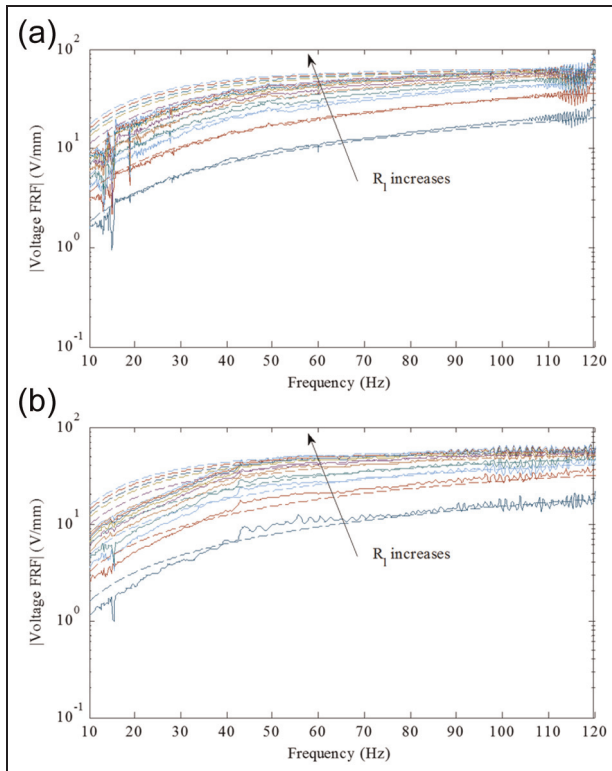 (a)
10^2
10^1
10^0
10^-1
|Voltage FRF| (V/mm)
R_l increases
10 20 30 40 50 60 70 80 90 100 110 120
Frequency (Hz)
(b)
10^2
10^1
10^0
10^-1
|Voltage FRF| (V/mm)
R_l increases
10 20 30 40 50 60 70 80 90 100 110 120
Frequency (Hz)